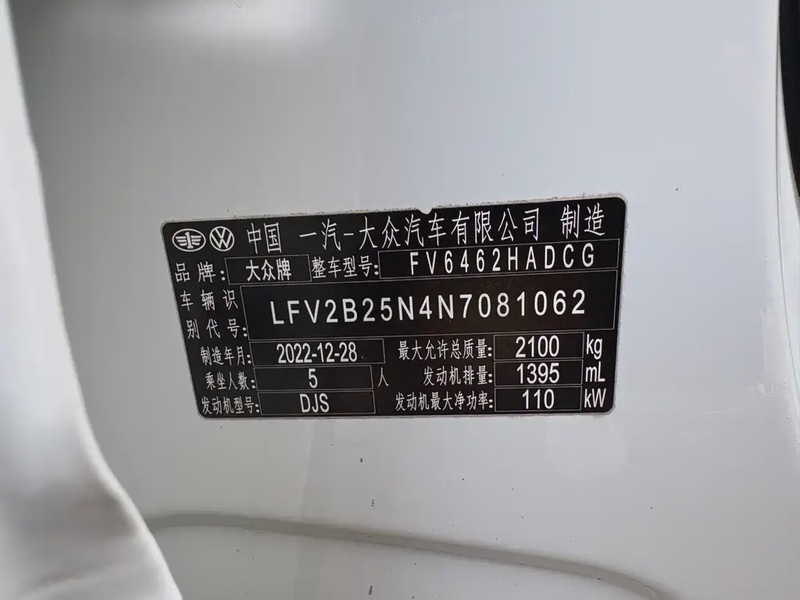 中国 一汽-大众汽车有限公司 制造
品牌: 大众牌 整车型号: FV6462HADCG
车辆识别代号: LFV2B25N4N7081062
制造年月: 2022-12-28 最大允许总质量: 2100 kg
乘坐人数: 5 人 发动机排量: 1395 mL
发动机型号: DJS 发动机最大净功率: 110 kW